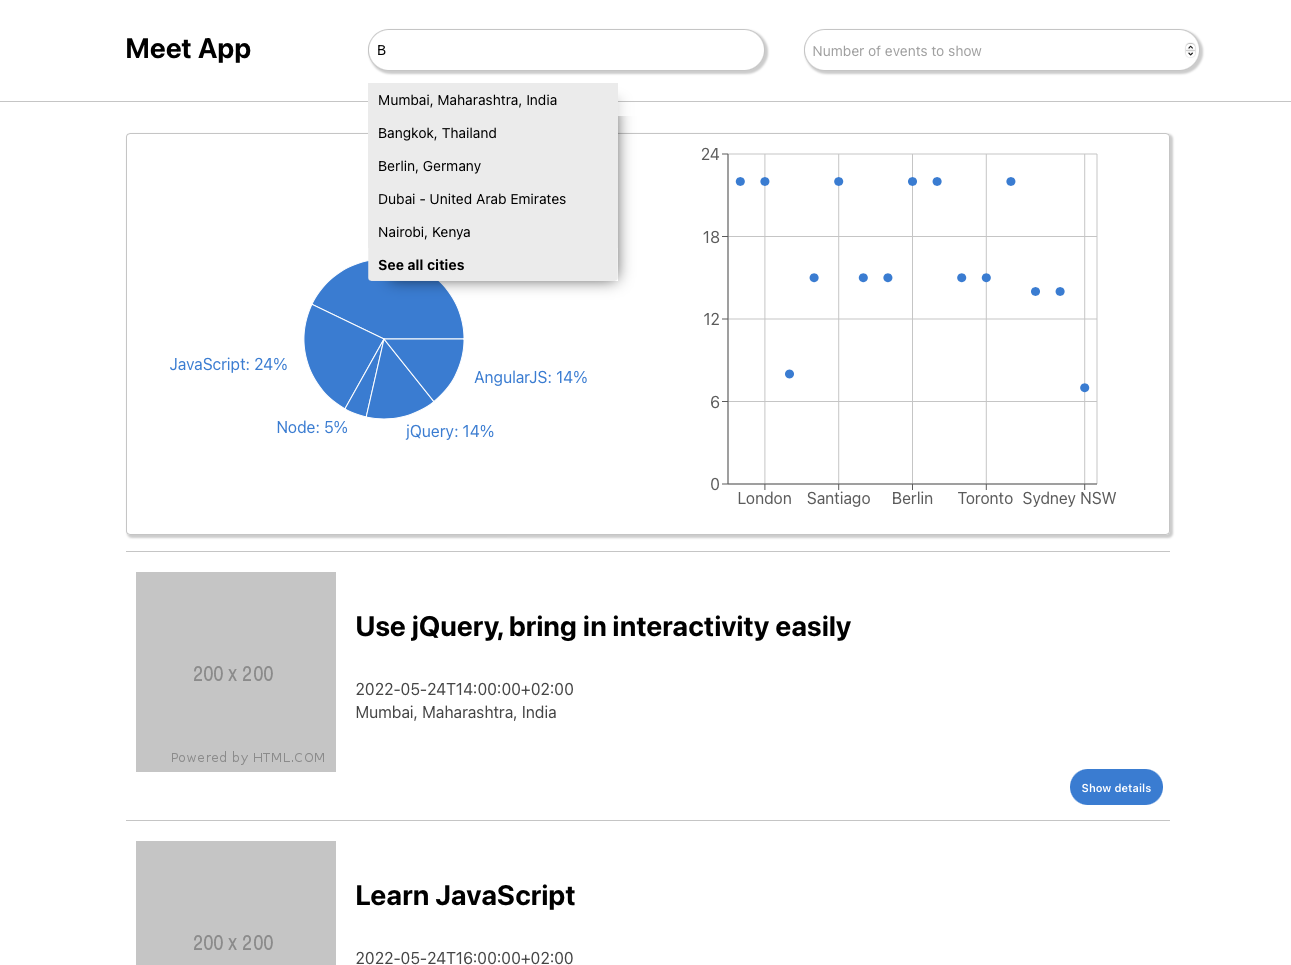 Meet App
B
Number of events to show
Mumbai, Maharashtra, India
Bangkok, Thailand
Berlin, Germany
Dubai - United Arab Emirates
Nairobi, Kenya
See all cities
JavaScript: 24%
AngularJS: 14%
Node: 5%
jQuery: 14%
24
18
12
6
0
London Santiago Berlin Toronto Sydney NSW
200 x 200
Powered by HTML.COM
Use jQuery, bring in interactivity easily
2022-05-24T14:00:00+02:00
Mumbai, Maharashtra, India
Show details
200 x 200
Learn JavaScript
2022-05-24T16:00:00+02:00